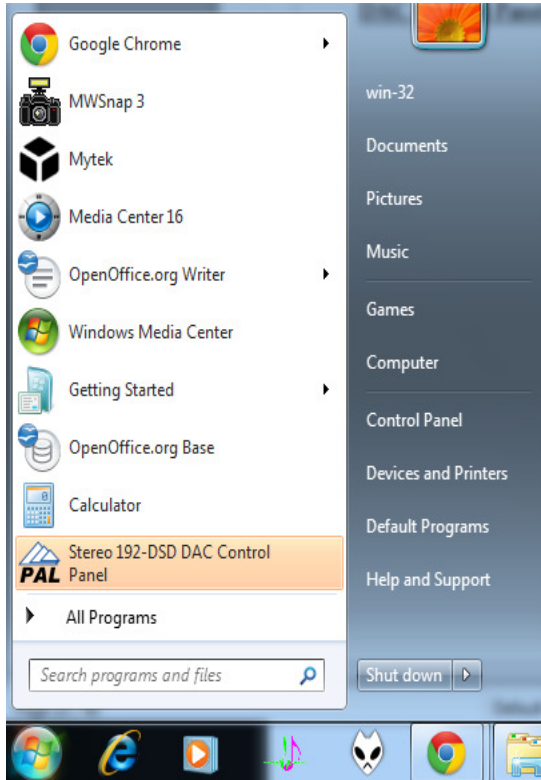 Google Chrome
MWSnap 3
Mytek
Media Center 16
OpenOffice.org Writer
Windows Media Center
Getting Started
OpenOffice.org Base
Calculator
Stereo 192-DSD DAC Control
Panel
PAL
All Programs
Search programs and files
win-32
Documents
Pictures
Music
Games
Computer
Control Panel
Devices and Printers
Default Programs
Help and Support
Shut down